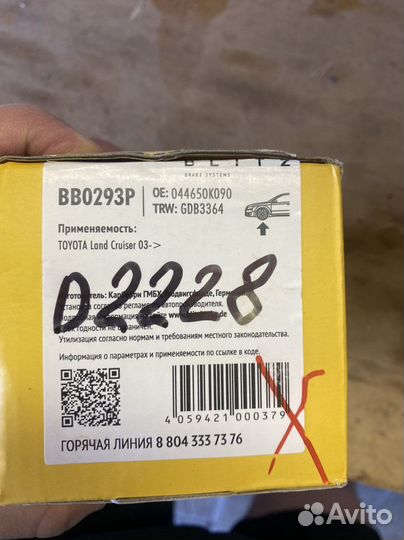 BLITZ
BRAKE SYSTEMS
BB0293P
OE: 044650K090
TRW: GDB3364
Применяемость:
TOYOTA Land Cruiser 03->
D2228
Утилизация согласно нормам и требованиям местного законодательства.
Информация о параметрах и применяемости по ссылке в коде.
4 059421 000379
ГОРЯЧАЯ ЛИНИЯ 8 804 333 73 76
Avito